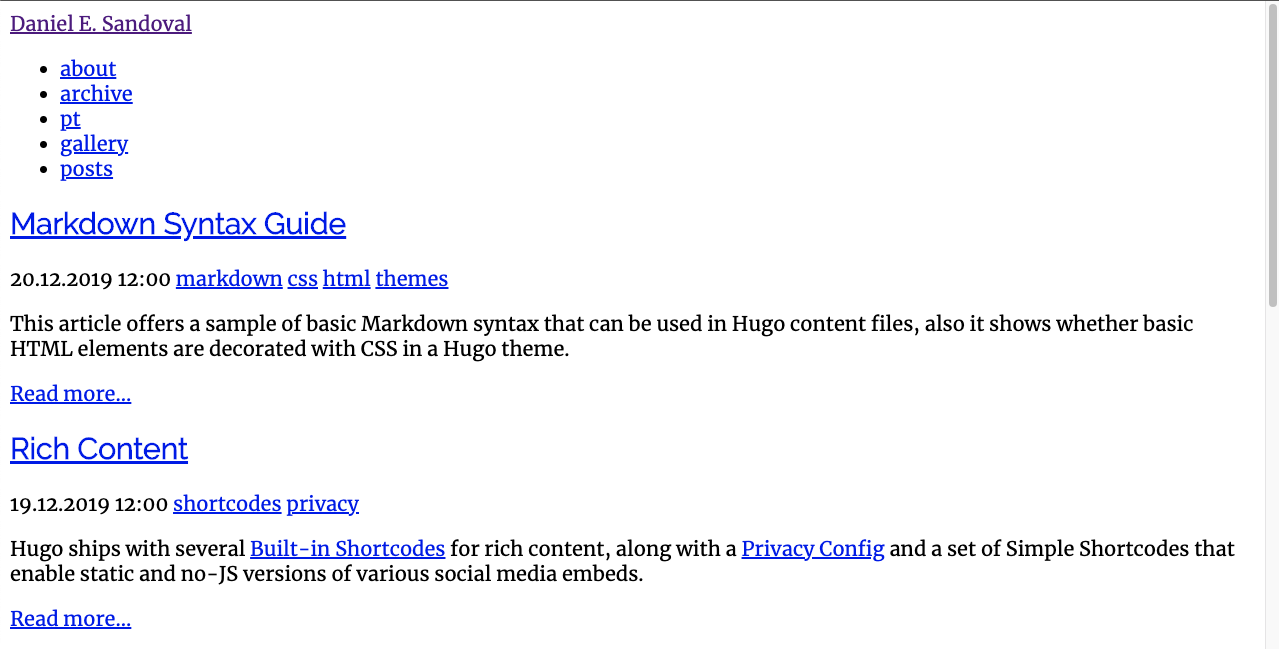 Daniel E. Sandoval
about
archive
pt
gallery
posts
Markdown Syntax Guide
20.12.2019 12:00 markdown css html themes
This article offers a sample of basic Markdown syntax that can be used in Hugo content files, also it shows whether basic
HTML elements are decorated with CSS in a Hugo theme.
Read more...
Rich Content
19.12.2019 12:00 shortcodes privacy
Hugo ships with several Built-in Shortcodes for rich content, along with a Privacy Config and a set of Simple Shortcodes that
enable static and no-JS versions of various social media embeds.
Read more...